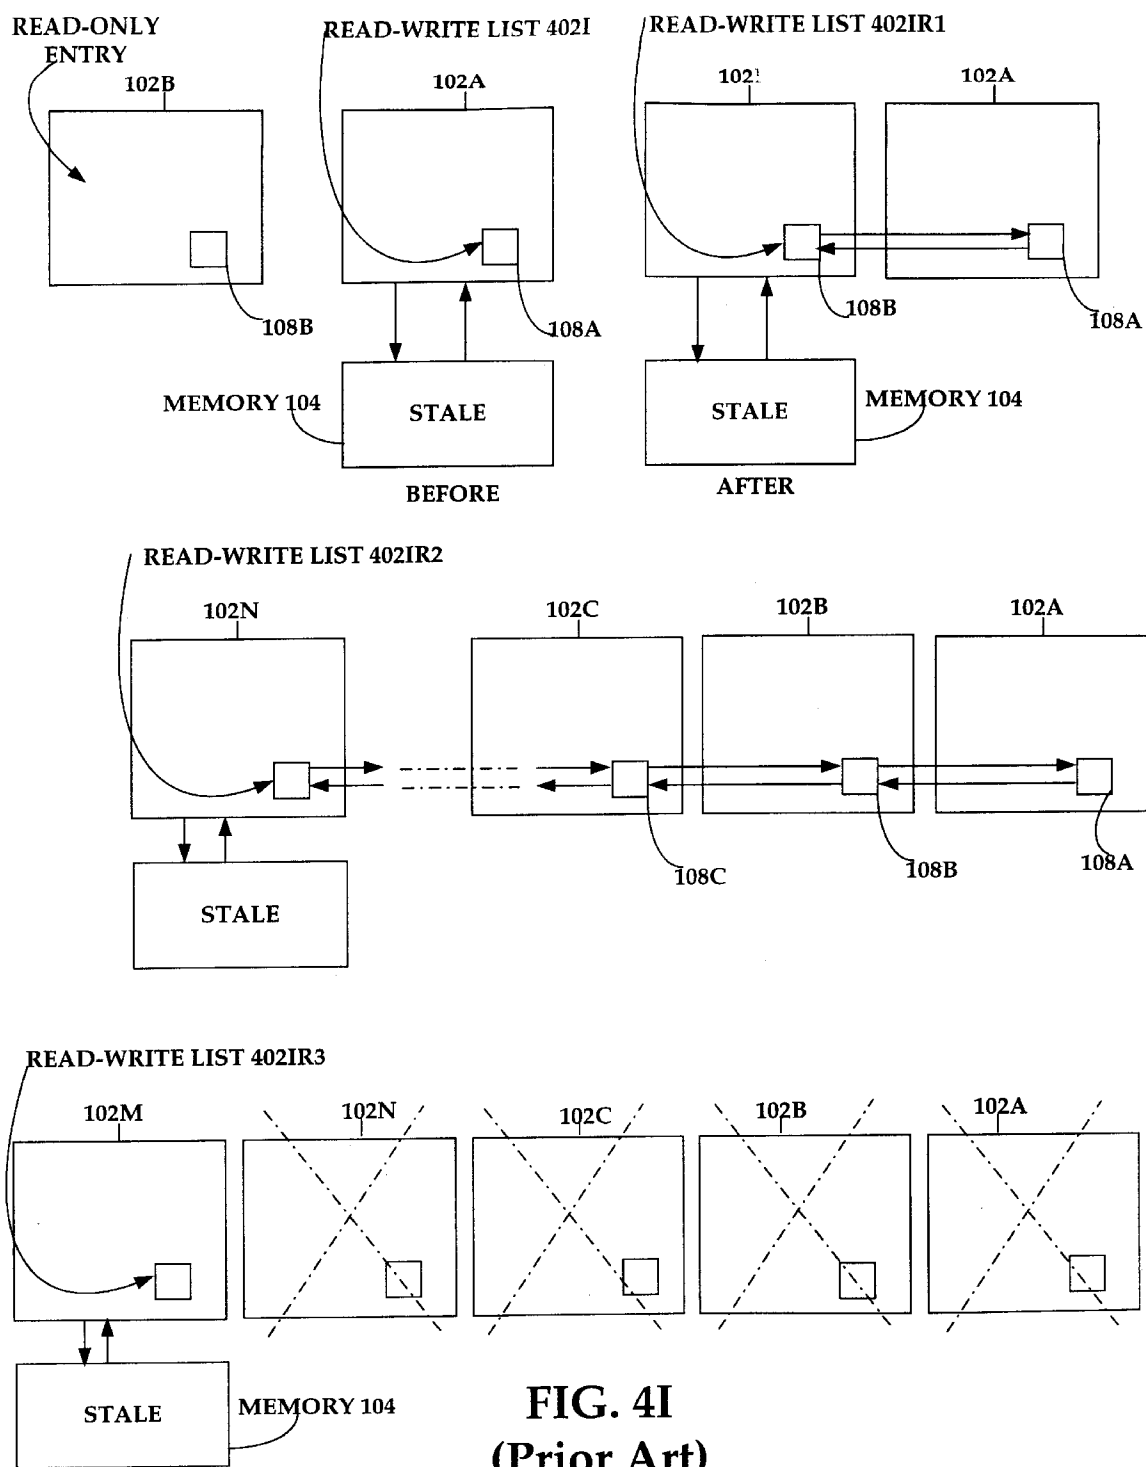 READ-ONLY
ENTRY
READ-WRITE LIST 402I
READ-WRITE LIST 402IR1
102B
102A
102A
108B
108A
108B
108A
MEMORY 104
STALE
STALE
MEMORY 104
BEFORE
AFTER
READ-WRITE LIST 402IR2
102N
102C
102B
102A
108C
108B
108A
STALE
READ-WRITE LIST 402IR3
102M
102N
102C
102B
102A
STALE
MEMORY 104
FIG. 4I
(Prior Art)